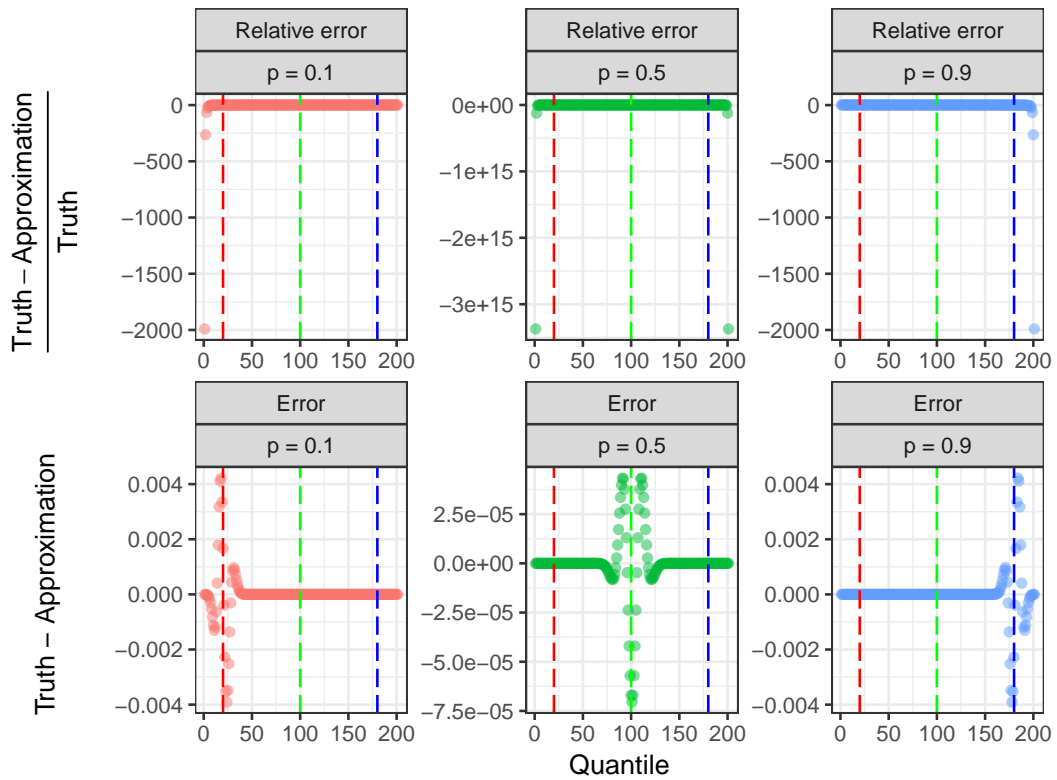 Relative error Relative error Relative error
p = 0.1 p = 0.5 p = 0.9
Truth − Approximation
Truth
0
−500
−1000
−1500
−2000
0 50 100 150 200
0e+00
−1e+15
−2e+15
−3e+15
0 50 100 150 200
0
−500
−1000
−1500
−2000
0 50 100 150 200
Error Error Error
p = 0.1 p = 0.5 p = 0.9
Truth − Approximation
0.004
0.002
0.000
−0.002
−0.004
0 50 100 150 200
2.5e−05
0.0e+00
−2.5e−05
−5.0e−05
−7.5e−05
0 50 100 150 200
0.004
0.002
0.000
−0.002
−0.004
0 50 100 150 200
Quantile